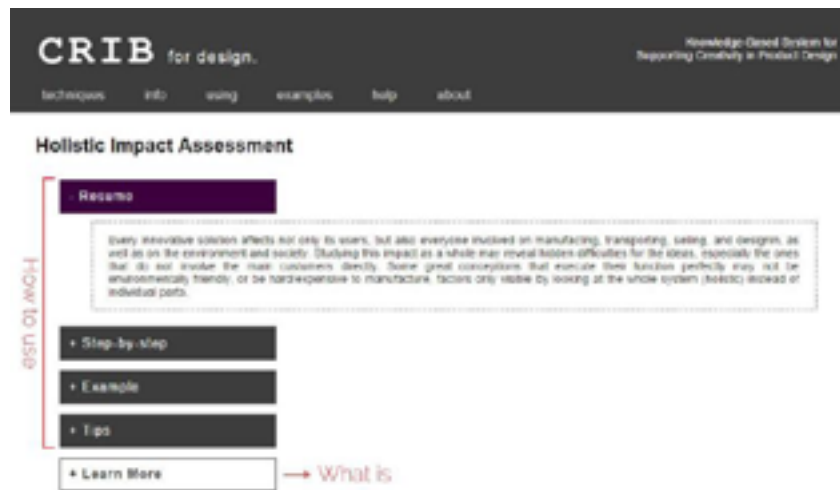 CRIB for design.
Knowledge-Based System for
Supporting Creativity in Product Design
techniques info using examples help about
Holistic Impact Assessment
- Resumo
Every innovative solution affects not only its users, but also everyone involved on manufacturing, transporting, selling, and designing, as
well as on the environment and society. Studying this impact as a whole may reveal hidden difficulties for the ideas, especially the ones
that do not involve the main customers directly. Some great conceptions that execute their function perfectly may not be
environmentally friendly, or be hard/expensive to manufacture, factors only visible by looking at the whole system (holistic) instead of
individual parts.
How to use
+ Step-by-step
+ Example
+ Tips
+ Learn More → What is